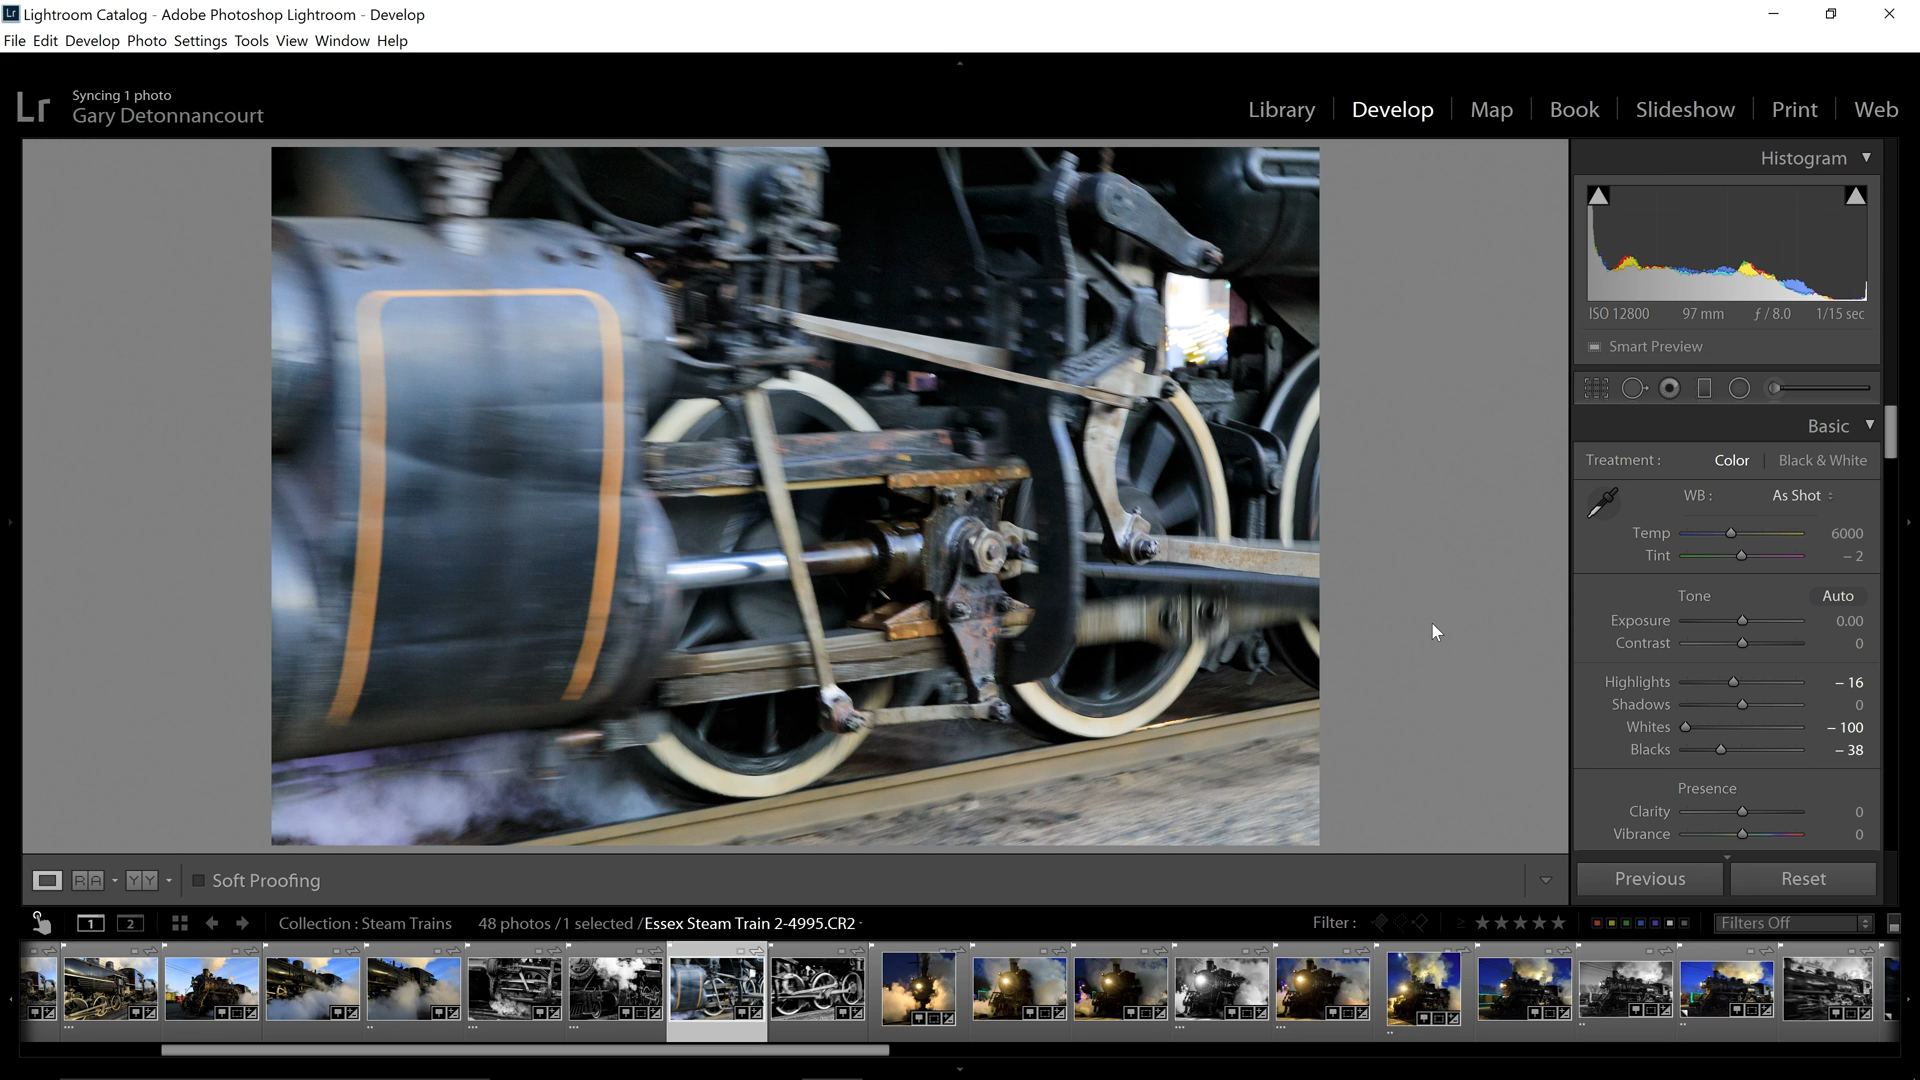 Lr Lightroom Catalog - Adobe Photoshop Lightroom - Develop
File Edit Develop Photo Settings Tools View Window Help
Lr
Syncing 1 photo
Gary Detonnancourt
Library | Develop | Map | Book | Slideshow | Print | Web
Histogram
ISO 12800 97 mm ƒ / 8.0 1/15 sec
Smart Preview
Basic
Treatment : Color | Black & White
WB : As Shot
Temp 6000
Tint – 2
Tone Auto
Exposure 0.00
Contrast 0
Highlights – 16
Shadows 0
Whites – 100
Blacks – 38
Presence
Clarity 0
Vibrance 0
R A Y Y Soft Proofing
Previous Reset
1 2 Collection : Steam Trains 48 photos / 1 selected / Essex Steam Train 2-4995.CR2
Filter : ≥ ★★★★★ Filters Off